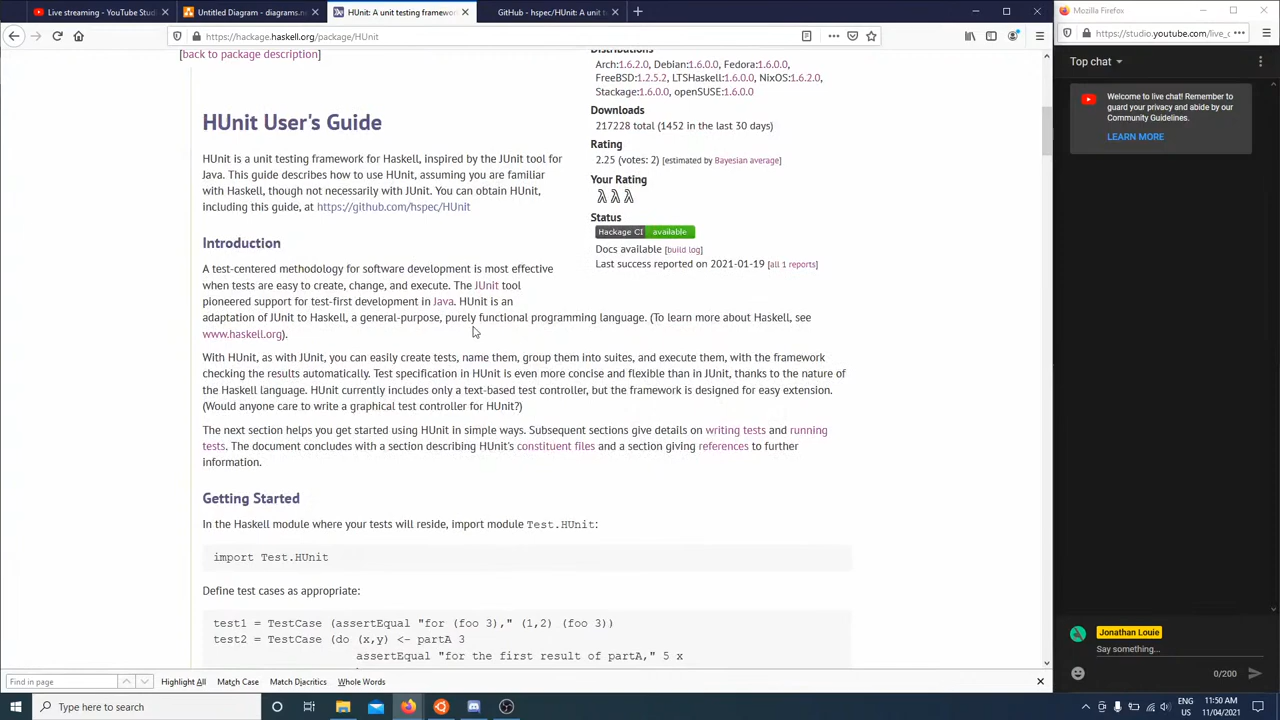 Live streaming - YouTube Studio
Untitled Diagram - diagrams.ne
HUnit: A unit testing framework
GitHub - hspec/HUnit: A unit t
Mozilla Firefox
https://hackage.haskell.org/package/HUnit
https://studio.youtube.com/live_c
[back to package description]
Top chat
Distributions
Arch:1.6.2.0, Debian:1.6.0.0, Fedora:1.6.0.0,
FreeBSD:1.2.5.2, LTSHaskell:1.6.0.0, NixOS:1.6.2.0,
Stackage:1.6.0.0, openSUSE:1.6.0.0
Downloads
217228 total (1452 in the last 30 days)
Rating
2.25 (votes: 2) [estimated by Bayesian average]
Your Rating
λ λ λ
Status
Hackage CI available
Docs available [build log]
Last success reported on 2021-01-19 [all 1 reports]
HUnit User's Guide
HUnit is a unit testing framework for Haskell, inspired by the JUnit tool for
Java. This guide describes how to use HUnit, assuming you are familiar
with Haskell, though not necessarily with JUnit. You can obtain HUnit,
including this guide, at https://github.com/hspec/HUnit
Introduction
A test-centered methodology for software development is most effective
when tests are easy to create, change, and execute. The JUnit tool
pioneered support for test-first development in Java. HUnit is an
adaptation of JUnit to Haskell, a general-purpose, purely functional programming language. (To learn more about Haskell, see
www.haskell.org).
With HUnit, as with JUnit, you can easily create tests, name them, group them into suites, and execute them, with the framework
checking the results automatically. Test specification in HUnit is even more concise and flexible than in JUnit, thanks to the nature of
the Haskell language. HUnit currently includes only a text-based test controller, but the framework is designed for easy extension.
(Would anyone care to write a graphical test controller for HUnit?)
The next section helps you get started using HUnit in simple ways. Subsequent sections give details on writing tests and running
tests. The document concludes with a section describing HUnit's constituent files and a section giving references to further
information.
Getting Started
In the Haskell module where your tests will reside, import module Test.HUnit:
import Test.HUnit
Define test cases as appropriate:
test1 = TestCase (assertEqual "for (foo 3)," (1,2) (foo 3))
test2 = TestCase (do (x,y) <- partA 3
assertEqual "for the first result of partA," 5 x
Welcome to live chat! Remember to
guard your privacy and abide by our
Community Guidelines.
LEARN MORE
Jonathan Louie
Say something...
0/200
Find in page
Highlight All
Match Case
Match Diacritics
Whole Words
Type here to search
ENG
US
11:50 AM
11/04/2021